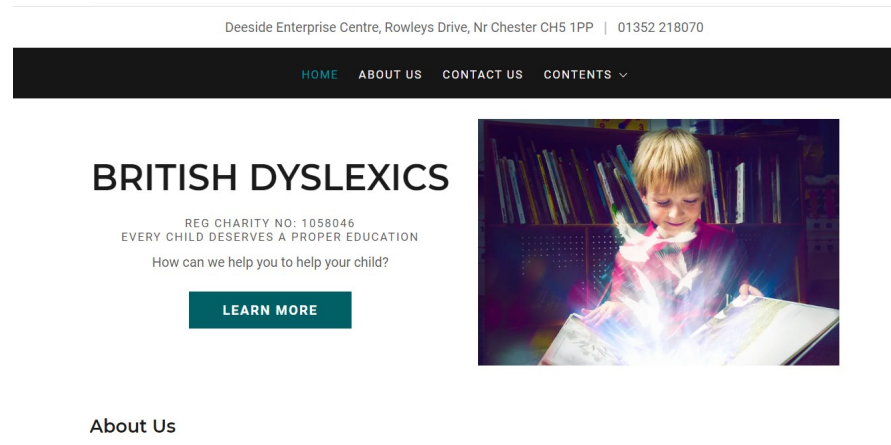 Deeside Enterprise Centre, Rowleys Drive, Nr Chester CH5 1PP | 01352 218070
HOME ABOUT US CONTACT US CONTENTS
BRITISH DYSLEXICS
REG CHARITY NO: 1058046
EVERY CHILD DESERVES A PROPER EDUCATION
How can we help you to help your child?
LEARN MORE
About Us